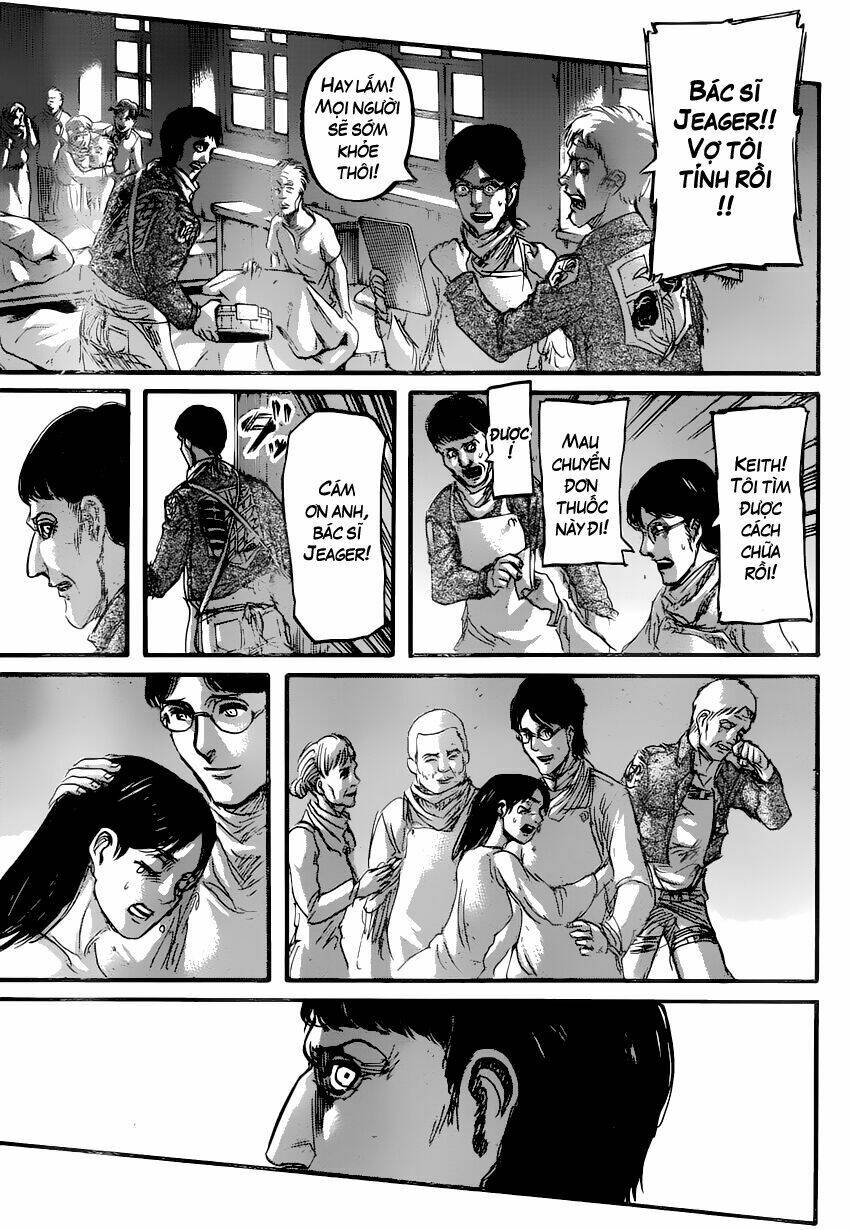 BÁC SĨ
JEAGER!!
VỢ TÔI
TỈNH RỒI
!!
HAY LẮM!
MỌI NGƯỜI
SẼ SỚM
KHỎE
THÔI!
KEITH!
TÔI TÌM
ĐƯỢC
CÁCH
CHỮA
RỒI!
MAU
CHUYỂN
ĐƠN
THUỐC
NÀY ĐI!
ĐƯỢC
!
CÁM
ƠN ANH,
BÁC SĨ
JEAGER!